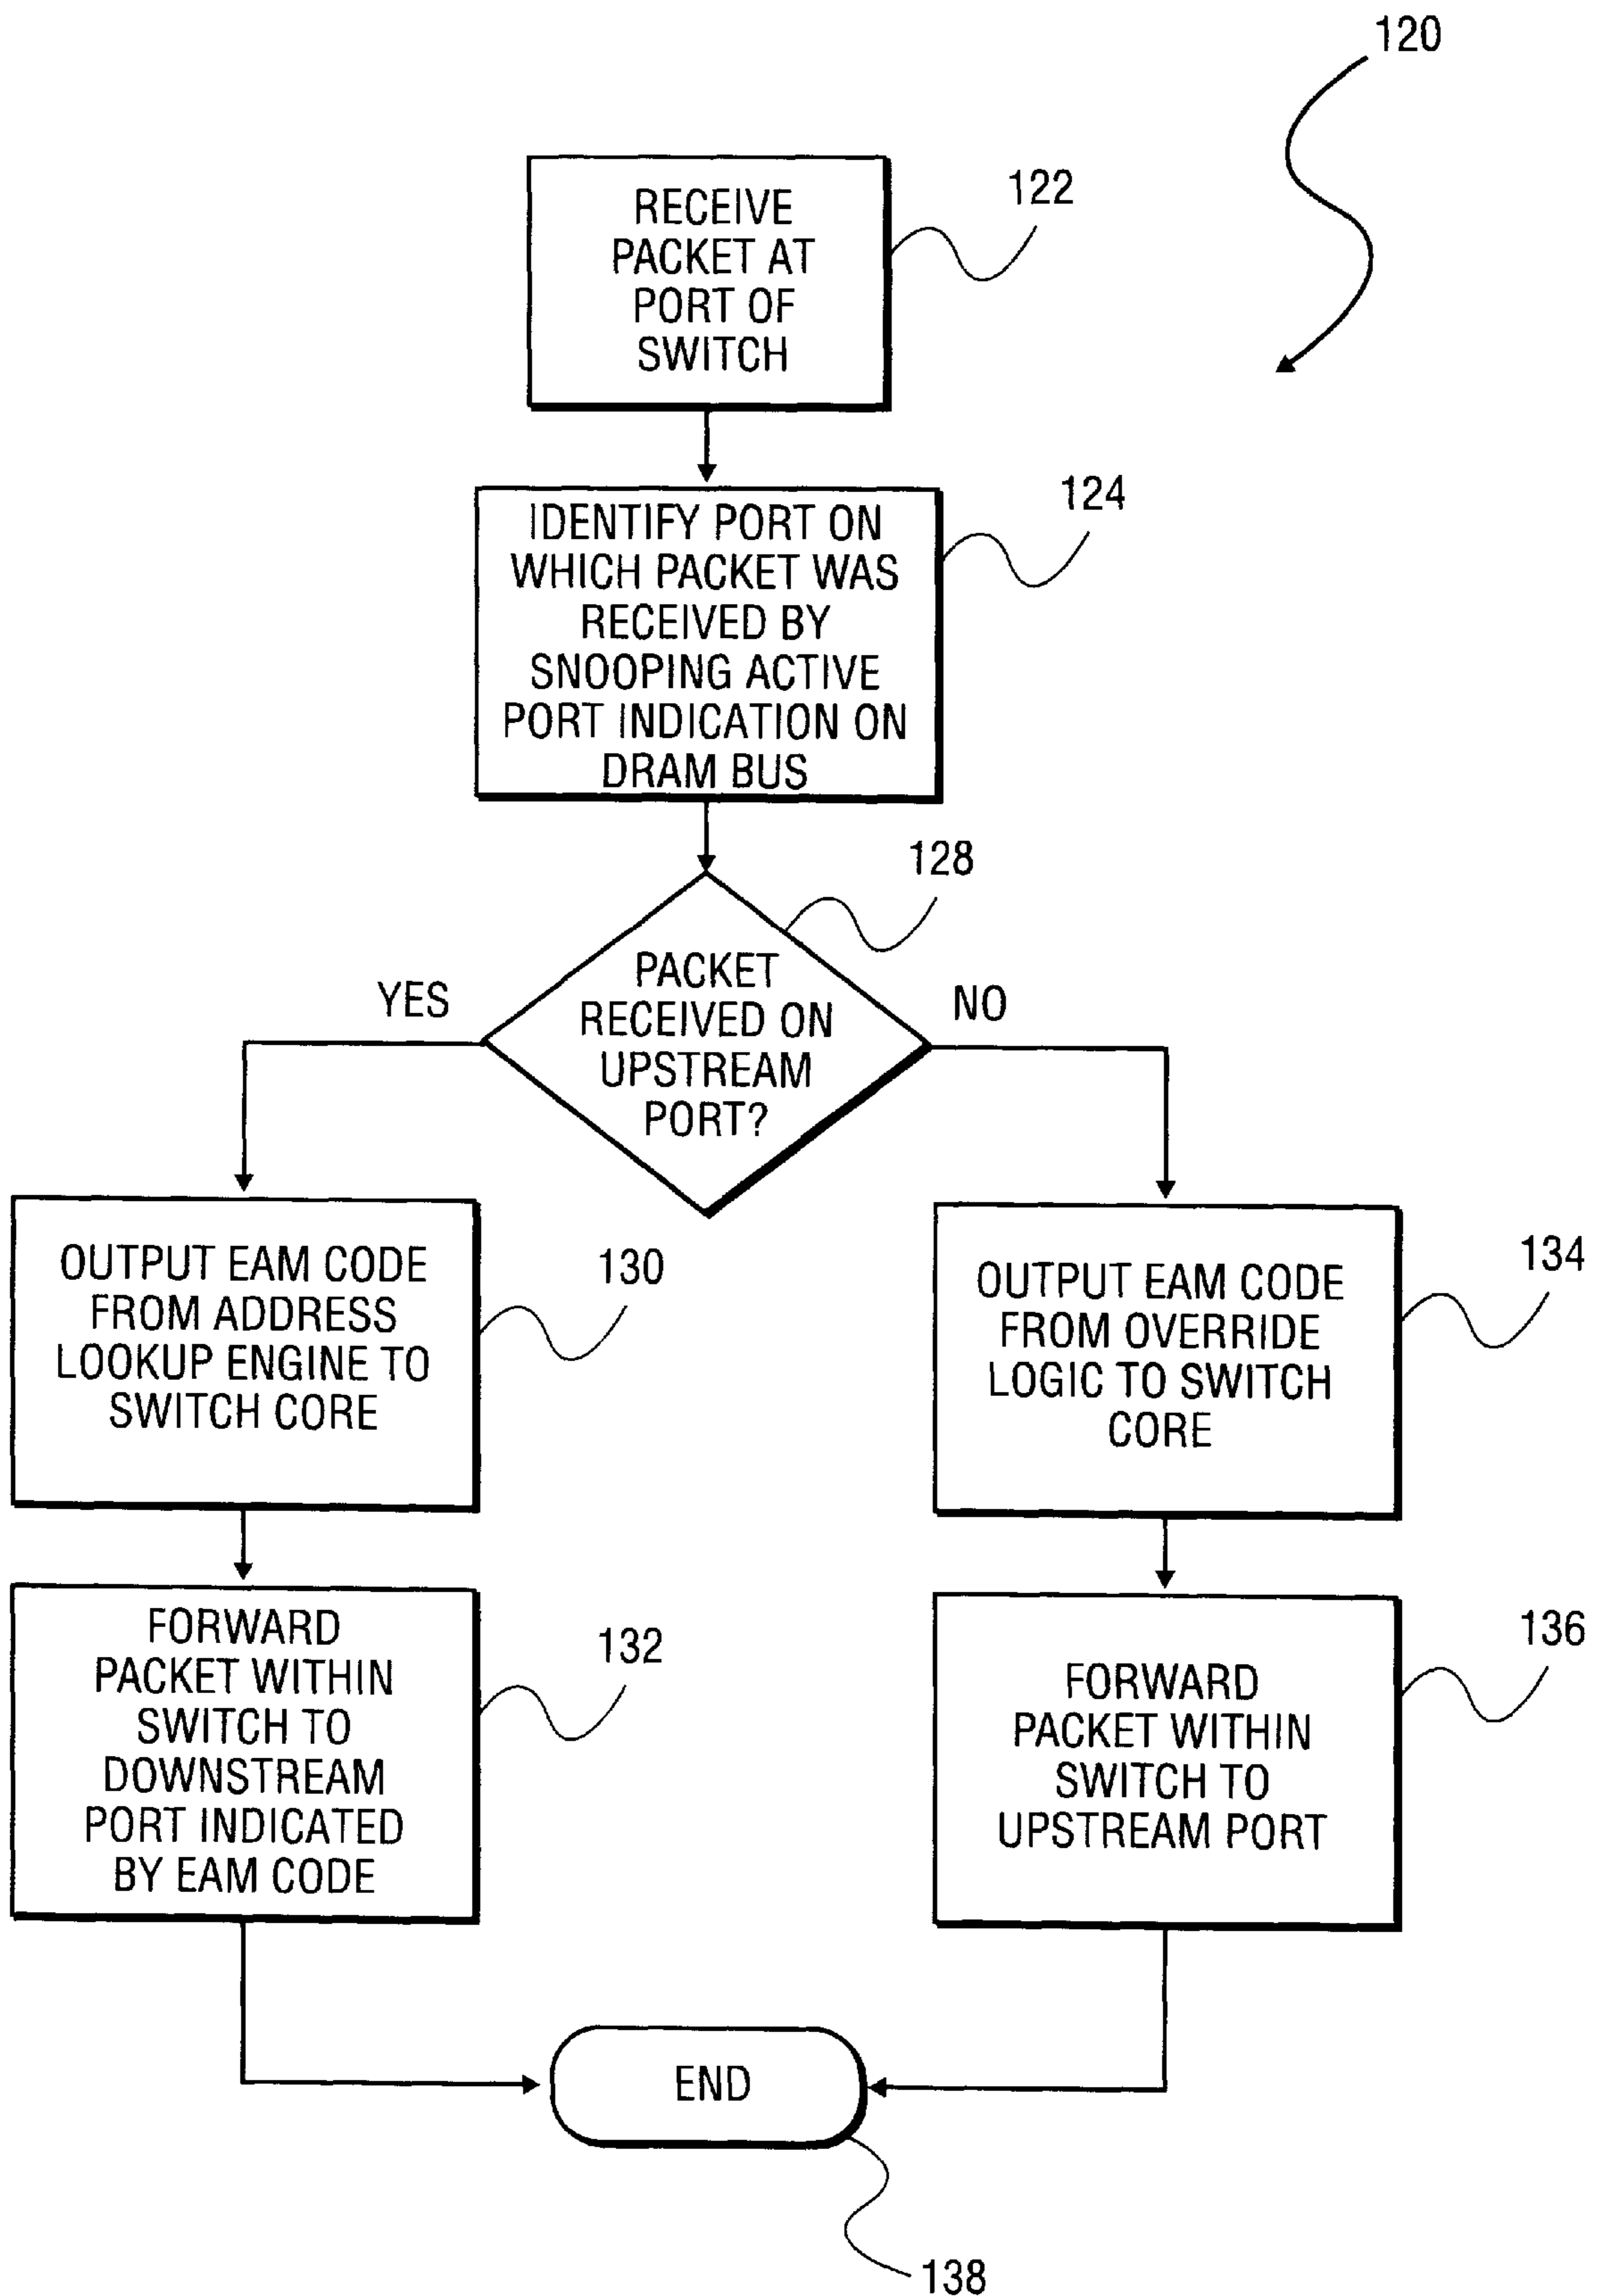 120
122
RECEIVE
PACKET AT
PORT OF
SWITCH
124
IDENTIFY PORT ON
WHICH PACKET WAS
RECEIVED BY
SNOOPING ACTIVE
PORT INDICATION ON
DRAM BUS
128
PACKET
RECEIVED ON
UPSTREAM
PORT?
YES
NO
OUTPUT EAM CODE
FROM ADDRESS
LOOKUP ENGINE TO
SWITCH CORE
130
OUTPUT EAM CODE
FROM OVERRIDE
LOGIC TO SWITCH
CORE
134
FORWARD
PACKET WITHIN
SWITCH TO
DOWNSTREAM
PORT INDICATED
BY EAM CODE
132
FORWARD
PACKET WITHIN
SWITCH TO
UPSTREAM PORT
136
END
138